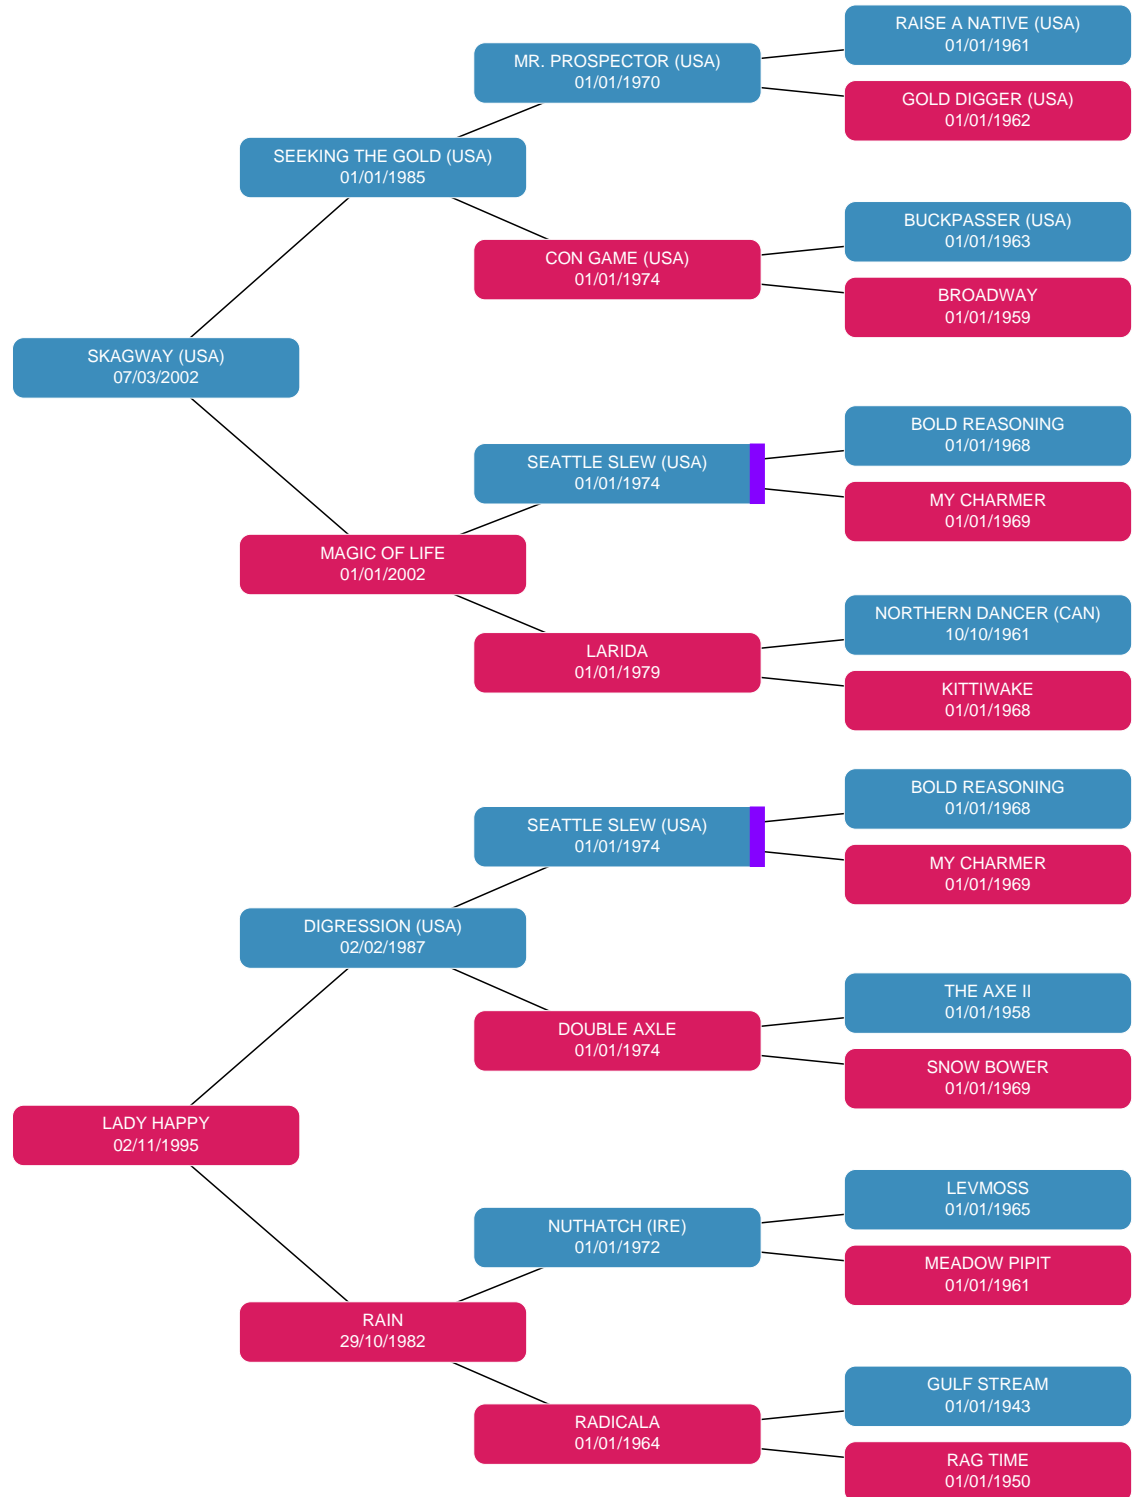 RAISE A NATIVE (USA)
01/01/1961
MR. PROSPECTOR (USA)
01/01/1970
GOLD DIGGER (USA)
01/01/1962
SEEKING THE GOLD (USA)
01/01/1985
BUCKPASSER (USA)
01/01/1963
CON GAME (USA)
01/01/1974
BROADWAY
01/01/1959
SKAGWAY (USA)
07/03/2002
BOLD REASONING
01/01/1968
SEATTLE SLEW (USA)
01/01/1974
MY CHARMER
01/01/1969
MAGIC OF LIFE
01/01/2002
NORTHERN DANCER (CAN)
10/10/1961
LARIDA
01/01/1979
KITTIWAKE
01/01/1968
BOLD REASONING
01/01/1968
SEATTLE SLEW (USA)
01/01/1974
MY CHARMER
01/01/1969
DIGRESSION (USA)
02/02/1987
THE AXE II
01/01/1958
DOUBLE AXLE
01/01/1974
SNOW BOWER
01/01/1969
LADY HAPPY
02/11/1995
LEVMOSS
01/01/1965
NUTHATCH (IRE)
01/01/1972
MEADOW PIPIT
01/01/1961
RAIN
29/10/1982
GULF STREAM
01/01/1943
RADICALA
01/01/1964
RAG TIME
01/01/1950